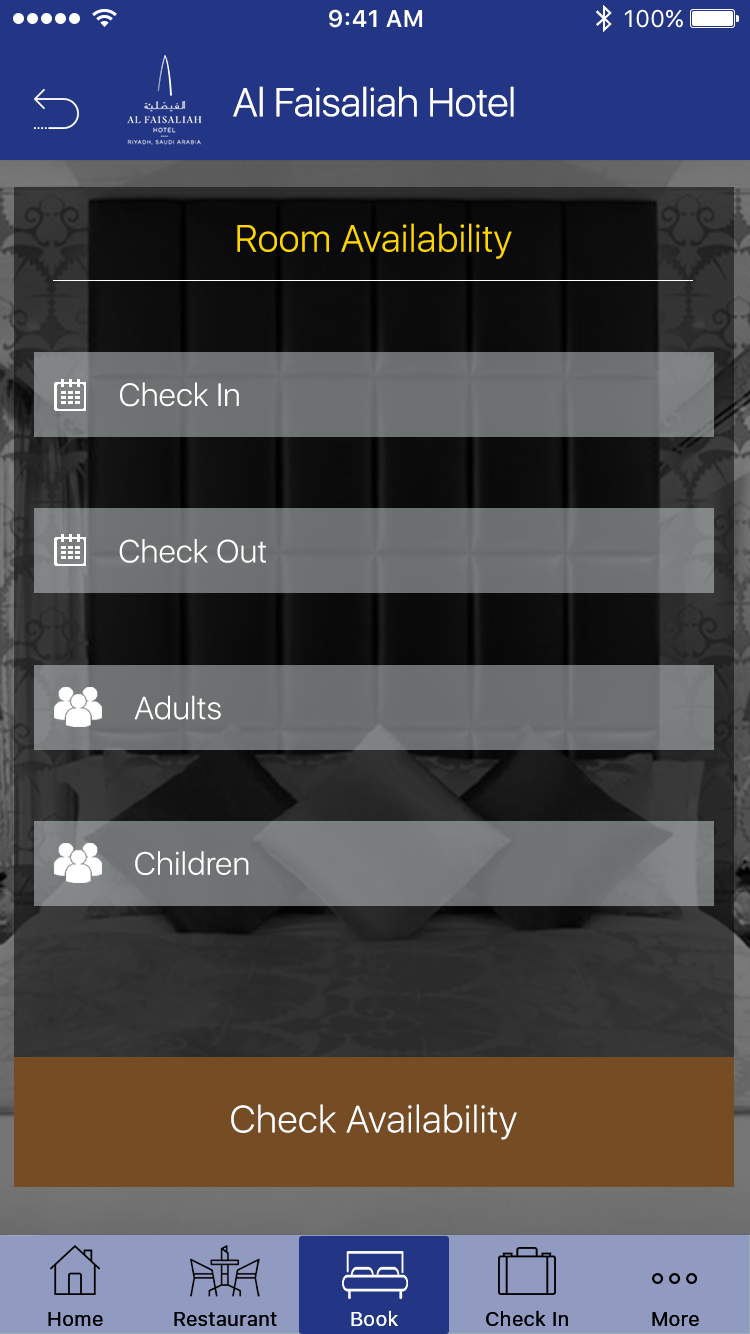 9:41 AM
100%
الفيصلية
AL FAISALIAH
HOTEL
RIYADH, SAUDI ARABIA
Al Faisaliah Hotel
Room Availability
Check In
Check Out
Adults
Children
Check Availability
Home
Restaurant
Book
Check In
More